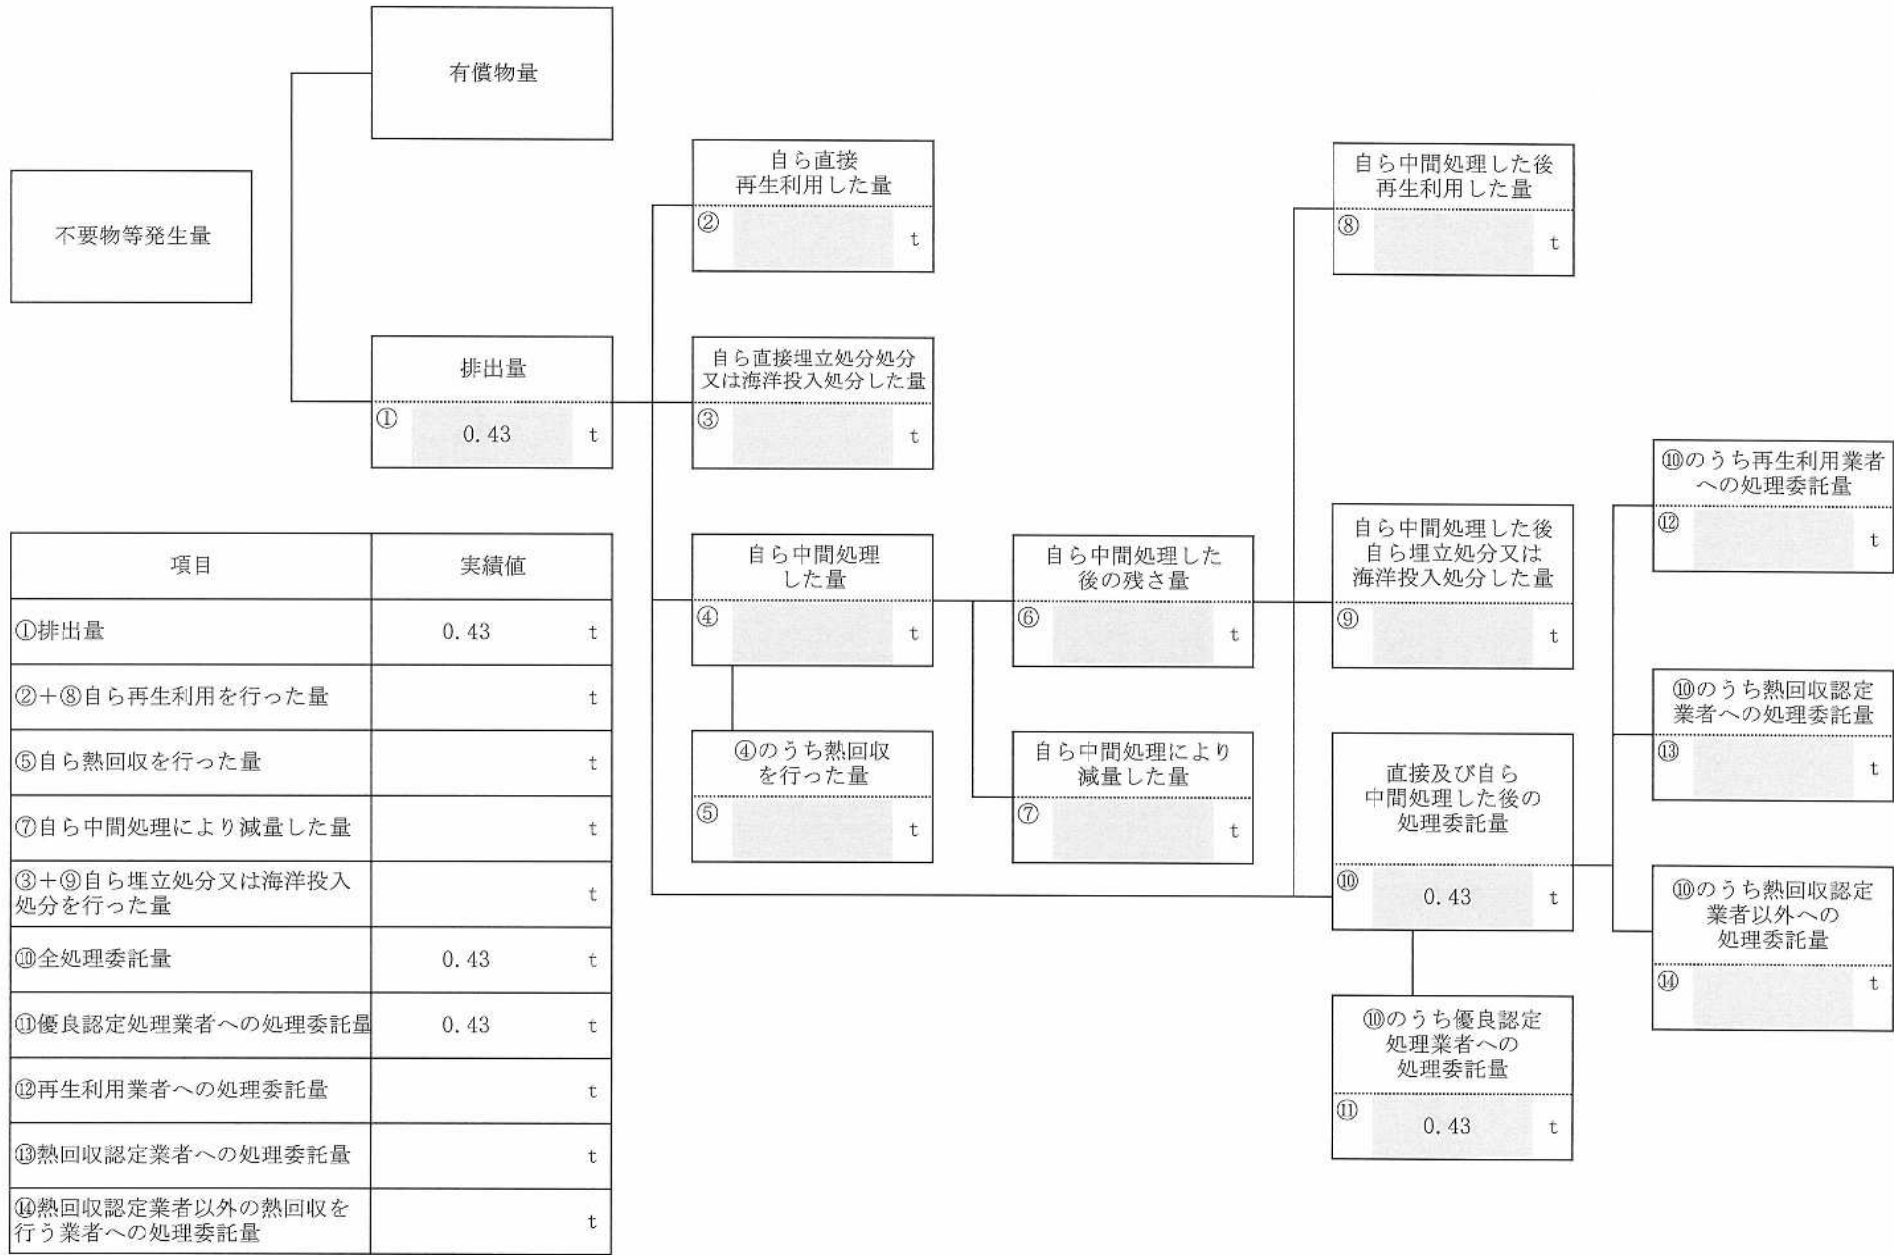 有償物量
不要物等発生量
排出量
① 0.43 t
自ら直接
再生利用した量
② t
自ら直接埋立処分処分
又は海洋投入処分した量
③ t
自ら中間処理
した量
④ t
④のうち熱回収
を行った量
⑤ t
自ら中間処理した
後の残さ量
⑥ t
自ら中間処理により
減量した量
⑦ t
自ら中間処理した後
再生利用した量
⑧ t
自ら中間処理した後
自ら埋立処分又は
海洋投入処分した量
⑨ t
直接及び自ら
中間処理した後の
処理委託量
⑩ 0.43 t
⑩のうち優良認定
処理業者への
処理委託量
⑪ 0.43 t
⑩のうち再生利用業者
への処理委託量
⑫ t
⑩のうち熱回収認定
業者への処理委託量
⑬ t
⑩のうち熱回収認定
業者以外への
処理委託量
⑭ t
項目 実績値
①排出量 0.43 t
②+⑧自ら再生利用を行った量 t
⑤自ら熱回収を行った量 t
⑦自ら中間処理により減量した量 t
③+⑨自ら埋立処分又は海洋投入
処分を行った量 t
⑩全処理委託量 0.43 t
⑪優良認定処理業者への処理委託量 0.43 t
⑫再生利用業者への処理委託量 t
⑬熱回収認定業者への処理委託量 t
⑭熱回収認定業者以外の熱回収を
行う業者への処理委託量 t